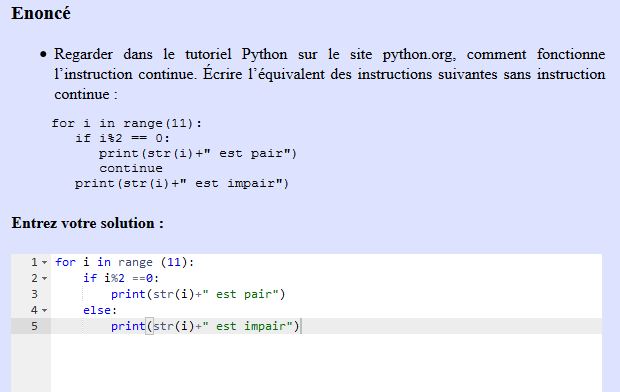 Enoncé
• Regarder dans le tutoriel Python sur le site python.org, comment fonctionne
l'instruction continue. Écrire l'équivalent des instructions suivantes sans instruction
continue :
for i in range(11):
    if i%2 == 0:
        print(str(i)+" est pair")
        continue
    print(str(i)+" est impair")
Entrez votre solution :
1 for i in range (11):
2     if i%2 ==0:
3         print(str(i)+" est pair")
4     else:
5         print(str(i)+" est impair")